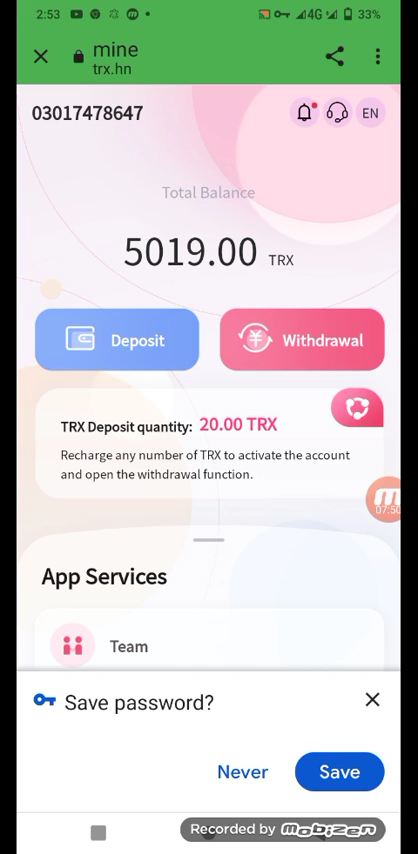 2:53
4G 33%
mine
trx.hn
03017478647
EN
Total Balance
5019.00 TRX
Deposit
Withdrawal
TRX Deposit quantity: 20.00 TRX
Recharge any number of TRX to activate the account
and open the withdrawal function.
07:50
App Services
Team
Save password?
Never
Save
Recorded by mobizen